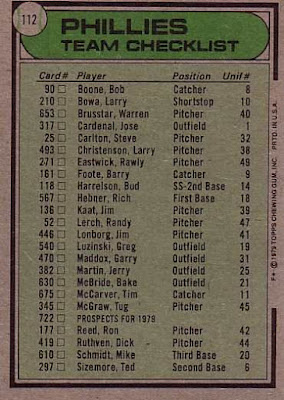 112
PHILLIES
TEAM CHECKLIST
Card # Player Position Uni #
90 Boone, Bob Catcher 8
210 Bowa, Larry Shortstop 10
653 Brusstar, Warren Pitcher 40
317 Cardenal, Jose Outfield 1
25 Carlton, Steve Pitcher 32
493 Christenson, Larry Pitcher 38
271 Eastwick, Rawly Pitcher 49
161 Foote, Barry Catcher 9
118 Harrelson, Bud SS-2nd Base 14
567 Hebner, Rich First Base 18
136 Kaat, Jim Pitcher 39
52 Lerch, Randy Pitcher 47
446 Lonborg, Jim Pitcher 41
540 Luzinski, Greg Outfield 19
470 Maddox, Garry Outfield 31
382 Martin, Jerry Outfield 25
630 McBride, Bake Outfield 21
675 McCarver, Tim Catcher 11
345 McGraw, Tug Pitcher 45
722 PROSPECTS FOR 1979
177 Reed, Ron Pitcher 42
419 Ruthven, Dick Pitcher 44
610 Schmidt, Mike Third Base 20
297 Sizemore, Ted Second Base 6
F* © 1979 TOPPS CHEWING GUM, INC. PRTD. IN U.S.A.